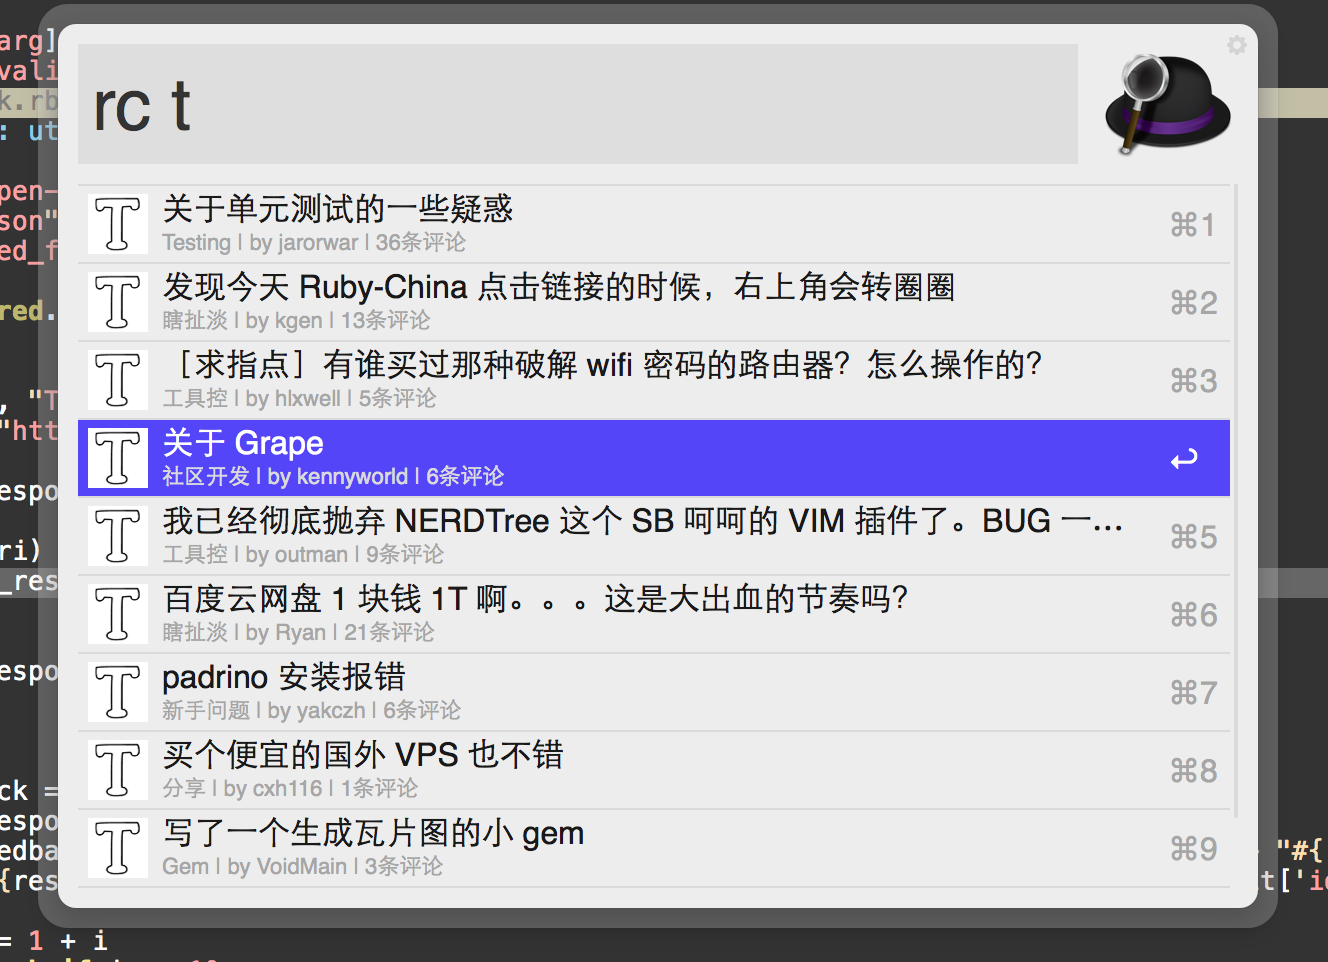 arg]
vali
k.rb
: ut
pen-
son"
ed_f
red.
, "T
"htt
espo
ri)
_res
espo
ck =
espo
edba
{res
"#{
t['id
= 1 + i
rc t
关于单元测试的一些疑惑
Testing | by jarorwar | 36条评论
⌘1
发现今天 Ruby-China 点击链接的时候，右上角会转圈圈
瞎扯淡 | by kgen | 13条评论
⌘2
［求指点］有谁买过那种破解 wifi 密码的路由器？怎么操作的？
工具控 | by hlxwell | 5条评论
⌘3
关于 Grape
社区开发 | by kennyworld | 6条评论
我已经彻底抛弃 NERDTree 这个 SB 呵呵的 VIM 插件了。BUG 一...
工具控 | by outman | 9条评论
⌘5
百度云网盘 1 块钱 1T 啊。。。这是大出血的节奏吗？
瞎扯淡 | by Ryan | 21条评论
⌘6
padrino 安装报错
新手问题 | by yakczh | 6条评论
⌘7
买个便宜的国外 VPS 也不错
分享 | by cxh116 | 1条评论
⌘8
写了一个生成瓦片图的小 gem
Gem | by VoidMain | 3条评论
⌘9